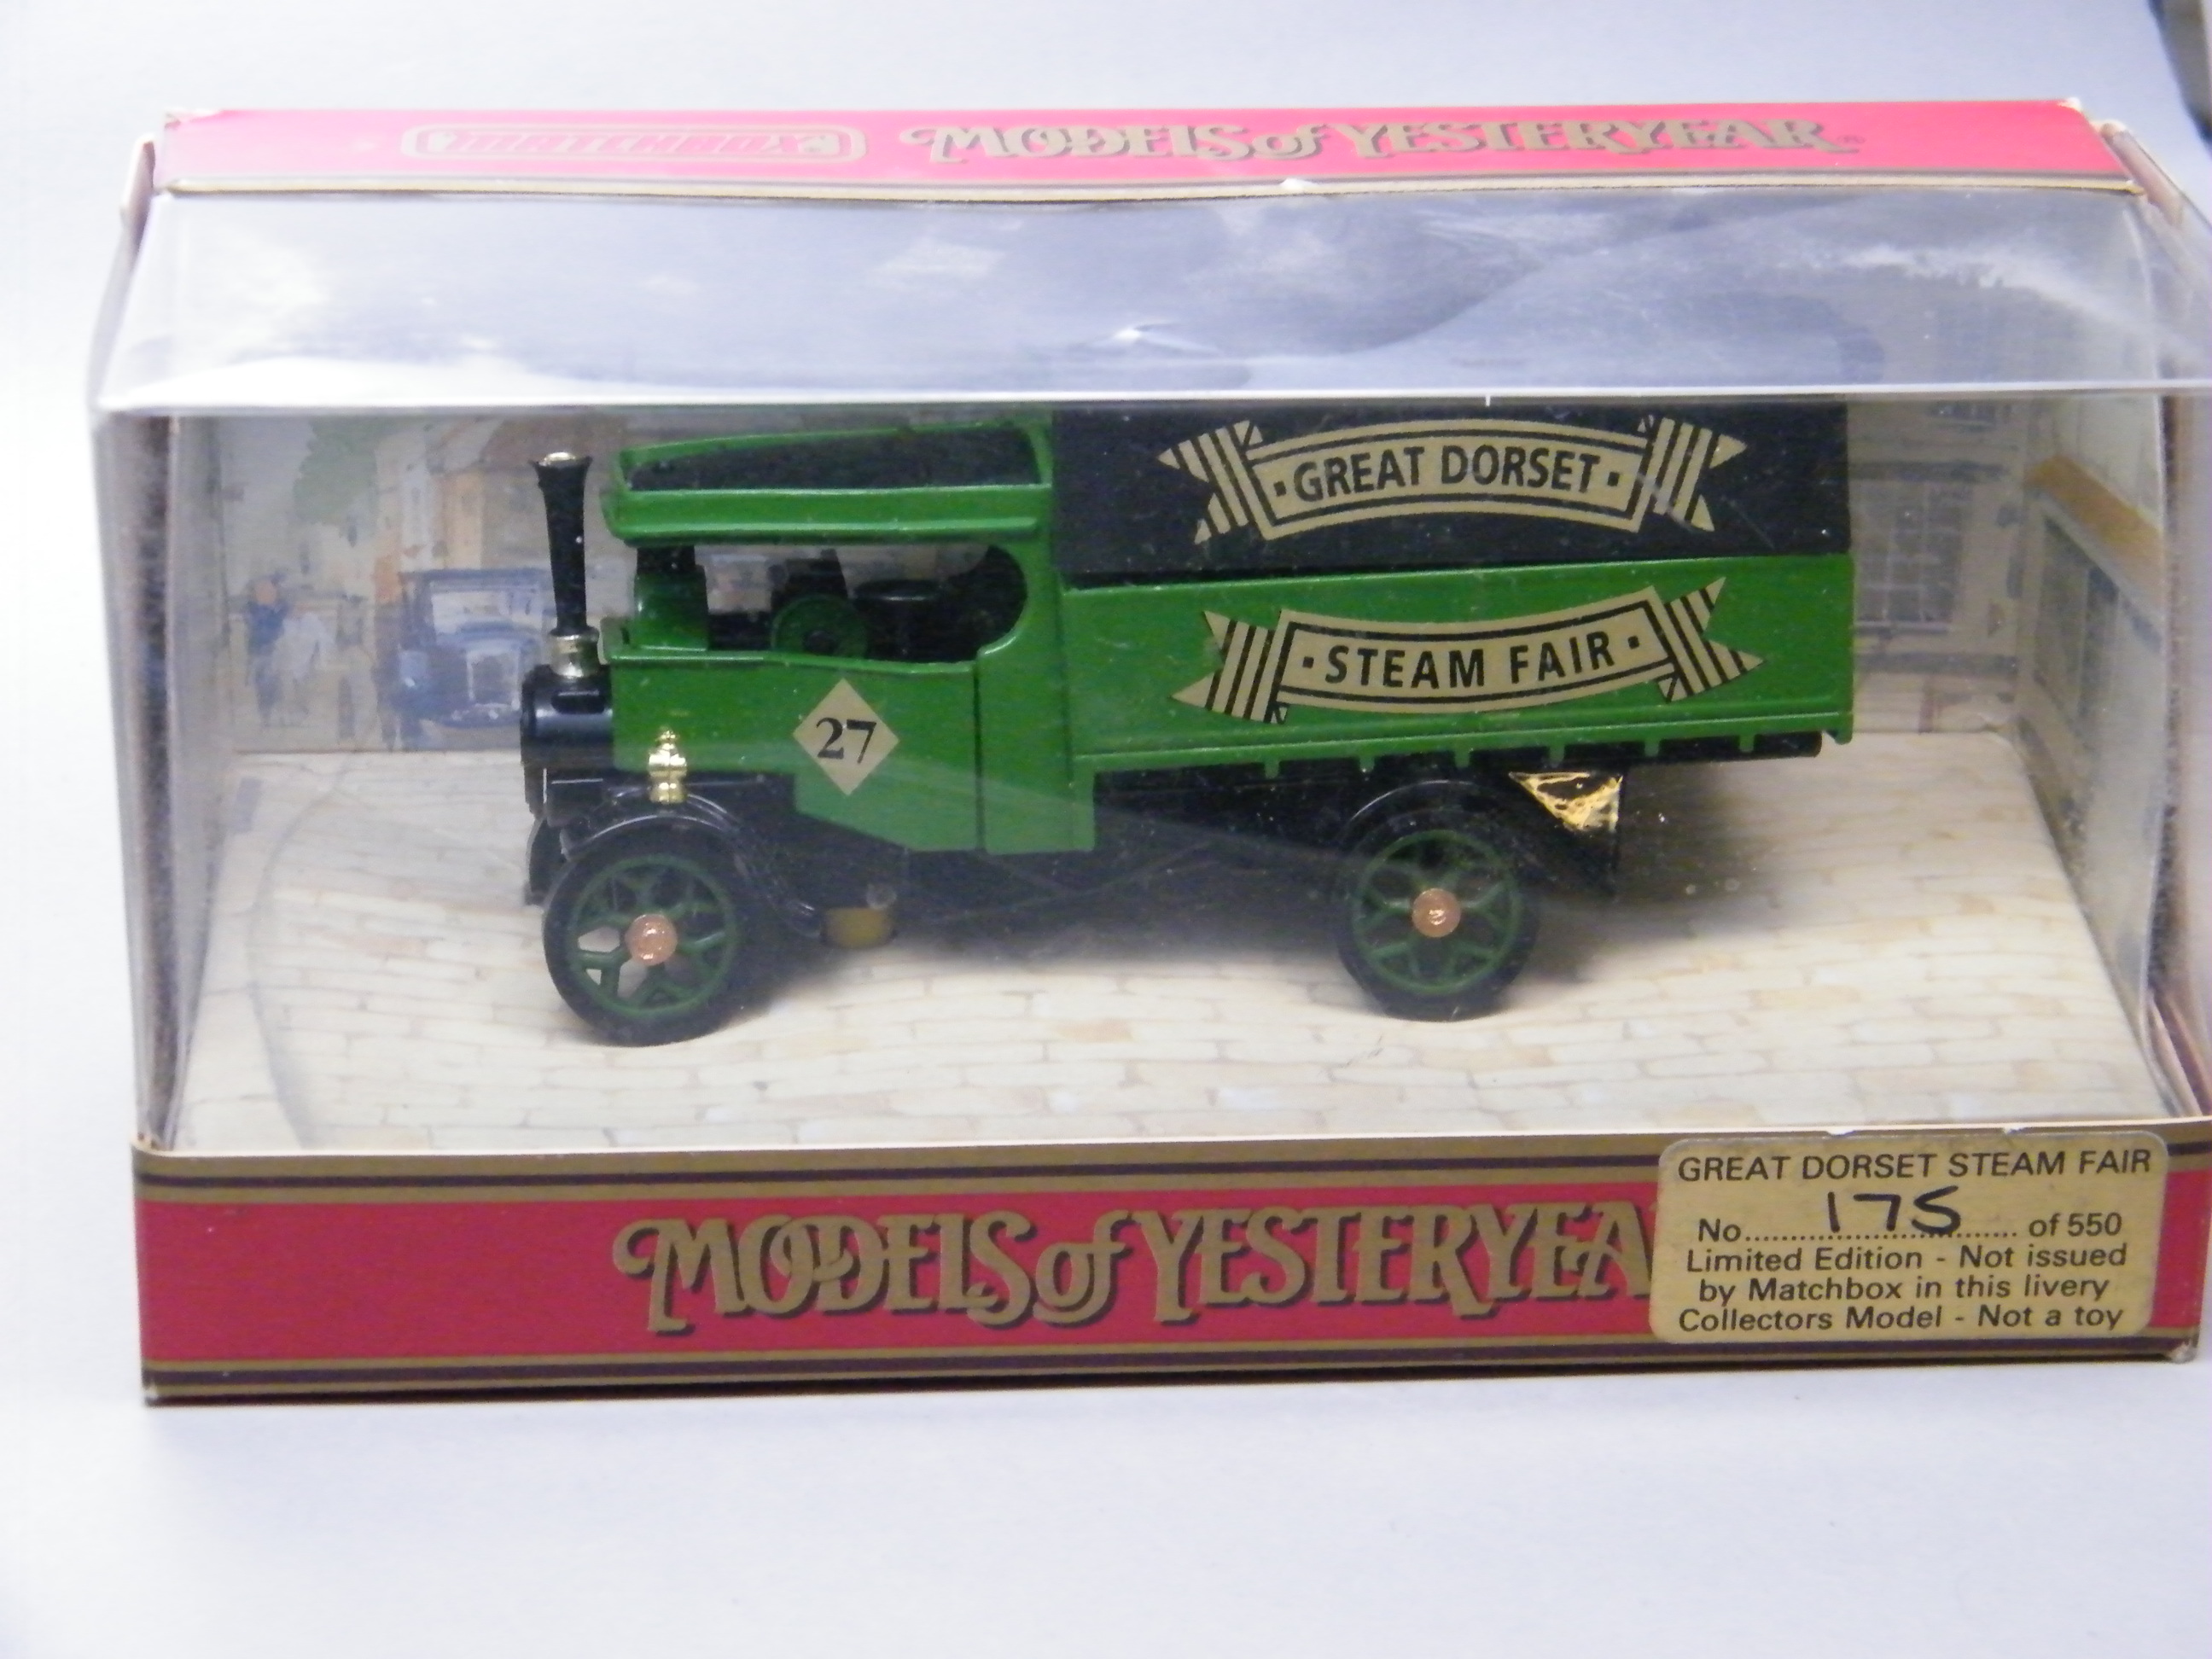 MATCHBOX MODELS of YESTERYEAR ®
GREAT DORSET
STEAM FAIR
27
MODELS of YESTERYEA
GREAT DORSET STEAM FAIR
No.............175............. of 550
Limited Edition - Not issued
by Matchbox in this livery
Collectors Model - Not a toy